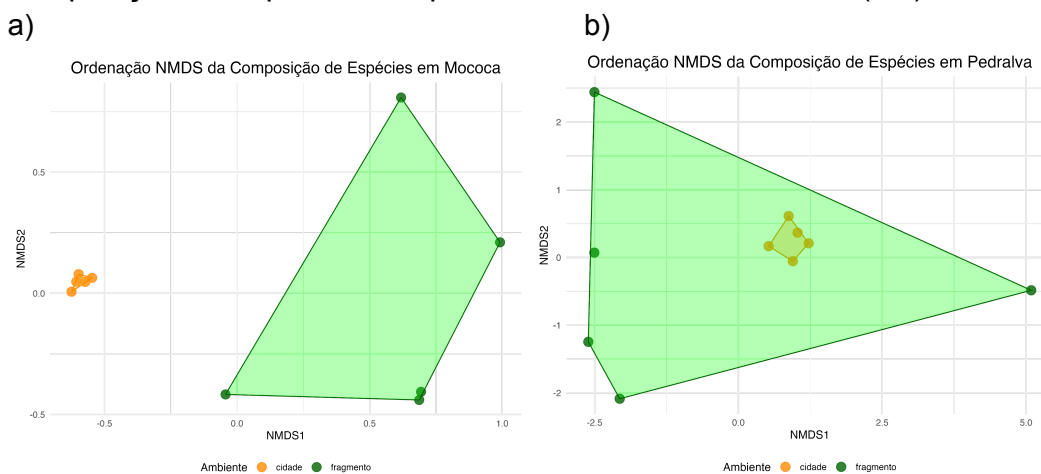 a)
b)
Ordenação NMDS da Composição de Espécies em Mococa
Ordenação NMDS da Composição de Espécies em Pedralva
NMDS2
0.5
0.0
-0.5
-0.5
0.0
0.5
1.0
NMDS1
Ambiente cidade fragmento
NMDS2
2
1
0
-1
-2
-2.5
0.0
2.5
5.0
NMDS1
Ambiente cidade fragmento